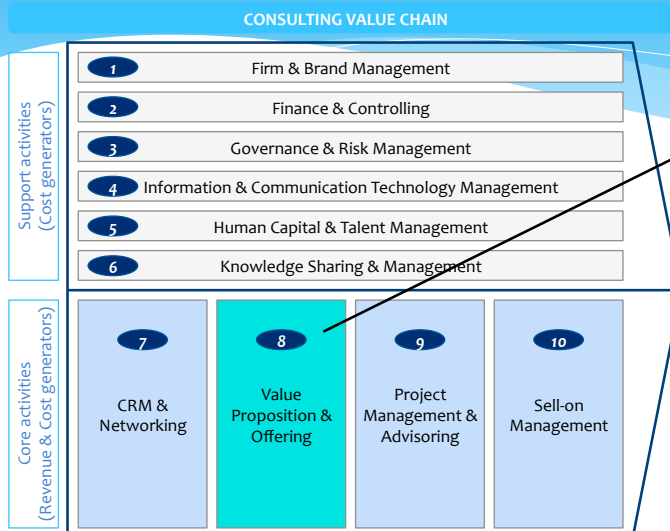 CONSULTING VALUE CHAIN
Support activities
(Cost generators)
1 Firm & Brand Management
2 Finance & Controlling
3 Governance & Risk Management
4 Information & Communication Technology Management
5 Human Capital & Talent Management
6 Knowledge Sharing & Management
Core activities
(Revenue & Cost generators)
7
CRM &
Networking
8
Value
Proposition &
Offering
9
Project
Management &
Advisoring
10
Sell-on
Management